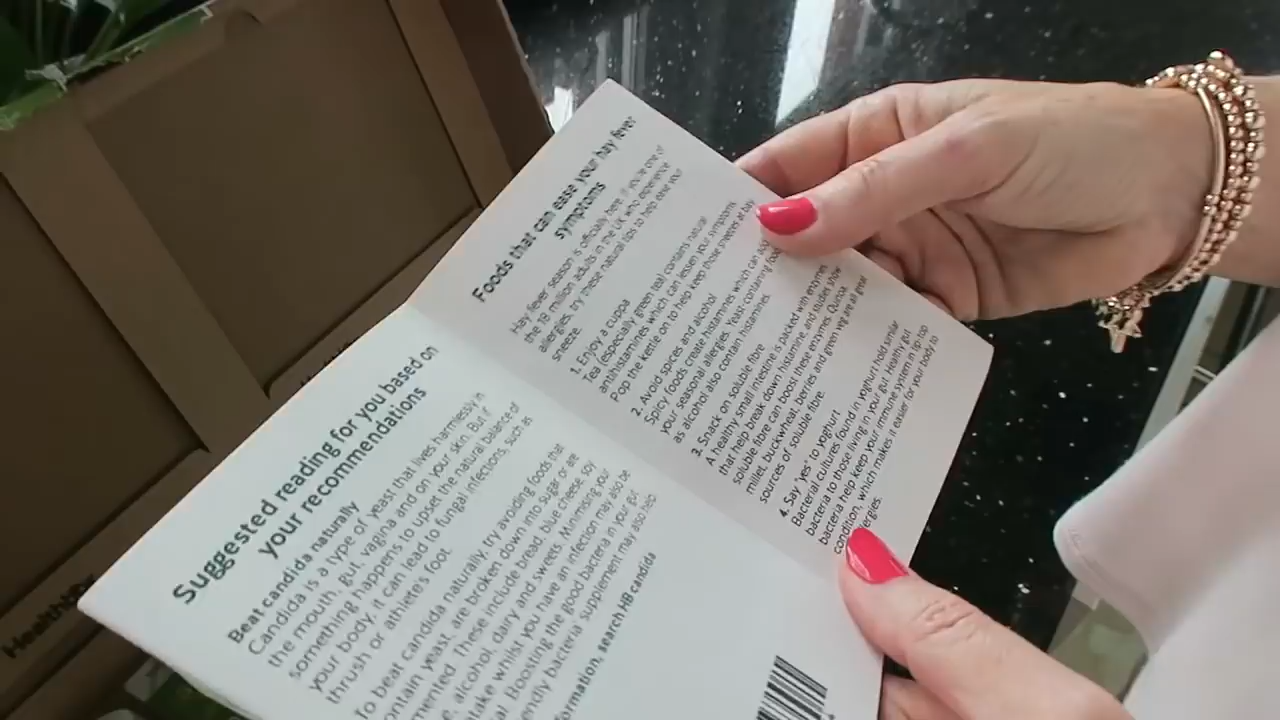 Suggested reading for you based on
your recommendations
Beat candida naturally
Candida is a type of yeast that lives harmlessly in
the mouth, gut, vagina and on your skin. But if
something happens to upset the natural balance of
your body, it can lead to fungal infections, such as
thrush or athlete's foot.
To beat candida naturally, try avoiding foods that
contain yeast, are broken down into sugar or are
mented. These include bread, blue cheese, soy
e, alcohol, dairy and sweets. Minimising your
take whilst you have an infection may also be
al. Boosting the good bacteria in your gut
endly bacteria supplement may also help.
formation, search HB candida
Foods that can ease your hay fever
symptoms
Hay fever season is officially here. If you're one of
the 18 million adults in the UK who experience
allergies, try these natural tips to help ease your
sneeze.
1. Enjoy a cuppa
Tea (especially green tea) contains natural
antihistamines which can lessen your symptoms.
Pop the kettle on to help keep those sneezes at bay
2. Avoid spices and alcohol
Spicy foods create histamines which can
your seasonal allergies. Yeast-containing food
as alcohol also contain histamines.
3. Snack on soluble fibre
A healthy small intestine is packed with enzymes
that help break down histamine, and studies show
soluble fibre can boost these enzymes. Quinoa,
millet, buckwheat, berries and green veg are all great
sources of soluble fibre.
4. Say "yes" to yoghurt
Bacterial cultures found in yoghurt hold similar
bacteria to those living in your gut. Healthy gut
bacteria help keep your immune system in tip-top
condition, which makes it easier for your body to
ergies.